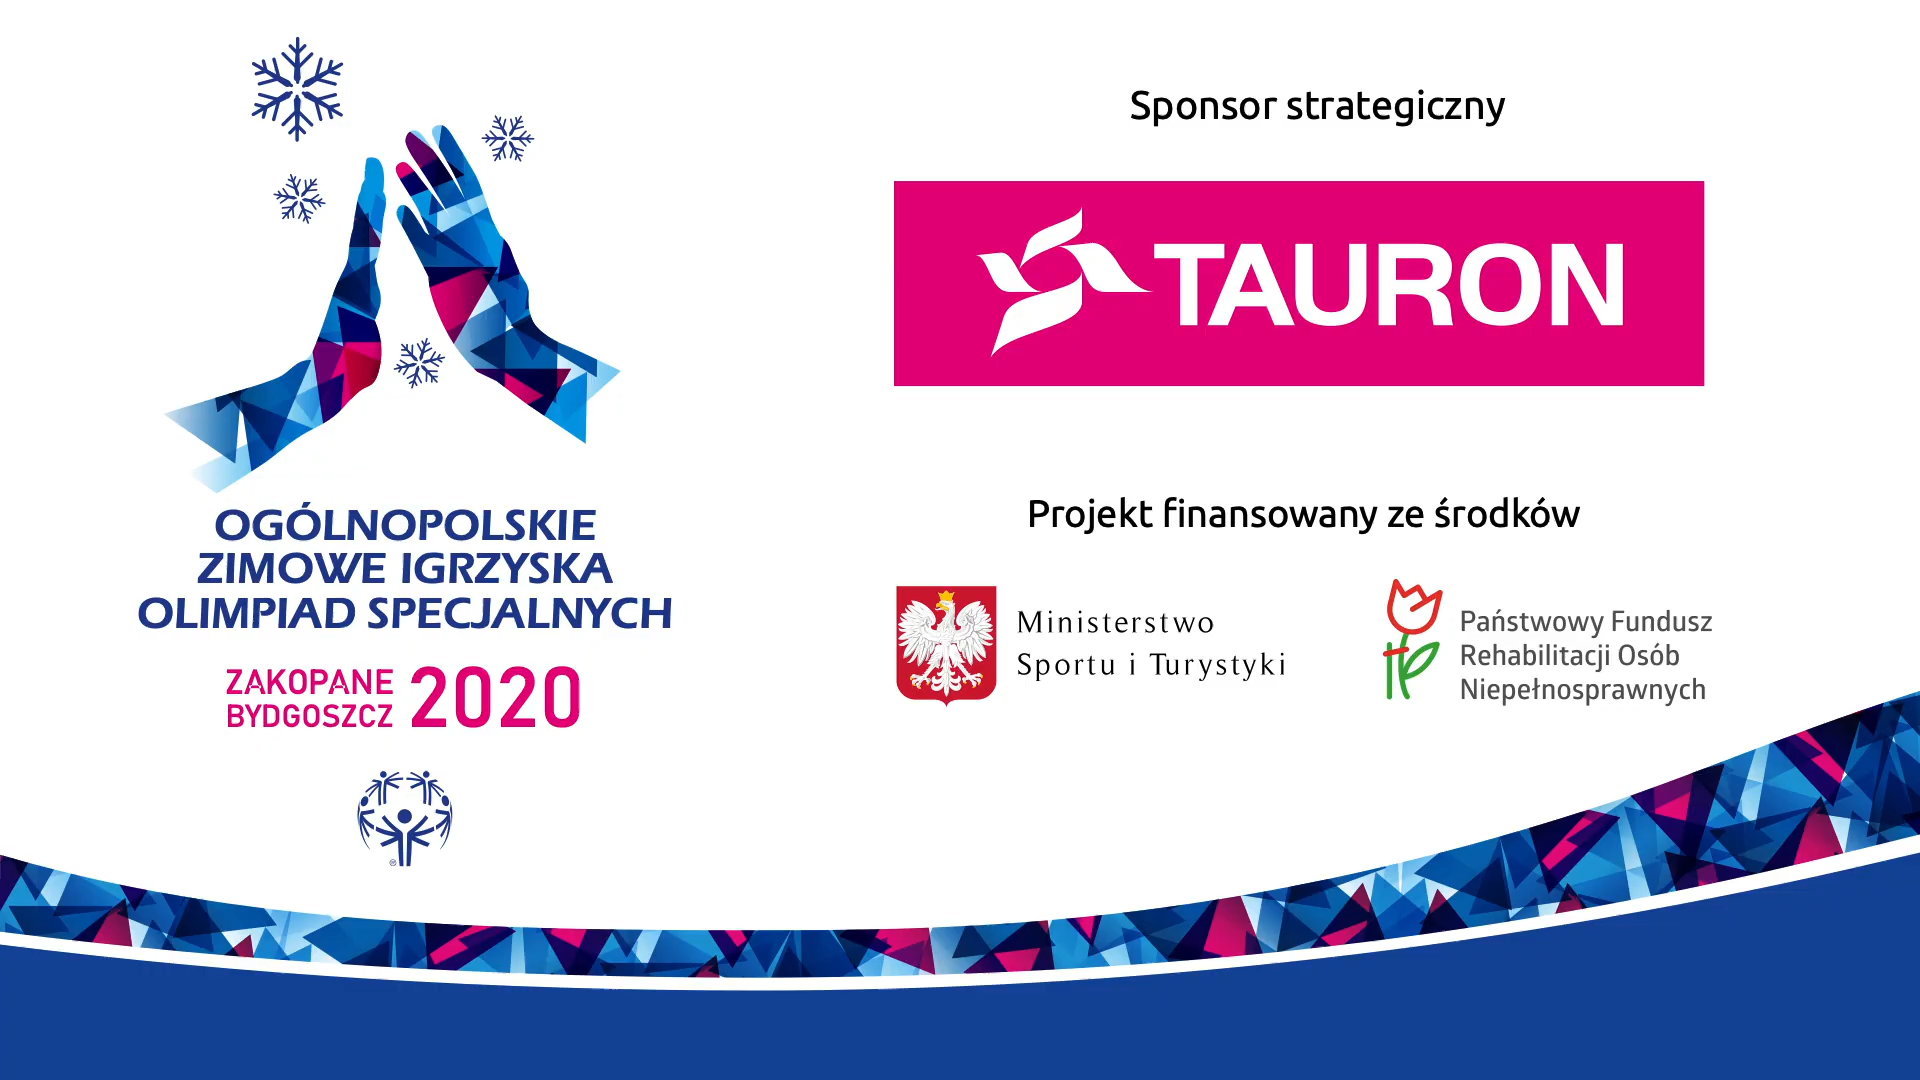 OGÓLNOPOLSKIE
ZIMOWE IGRZYSKA
OLIMPIAD SPECJALNYCH
ZAKOPANE
BYDGOSZCZ
2020
®
Sponsor strategiczny
TAURON
Projekt finansowany ze środków
Ministerstwo
Sportu i Turystyki
Państwowy Fundusz
Rehabilitacji Osób
Niepełnosprawnych